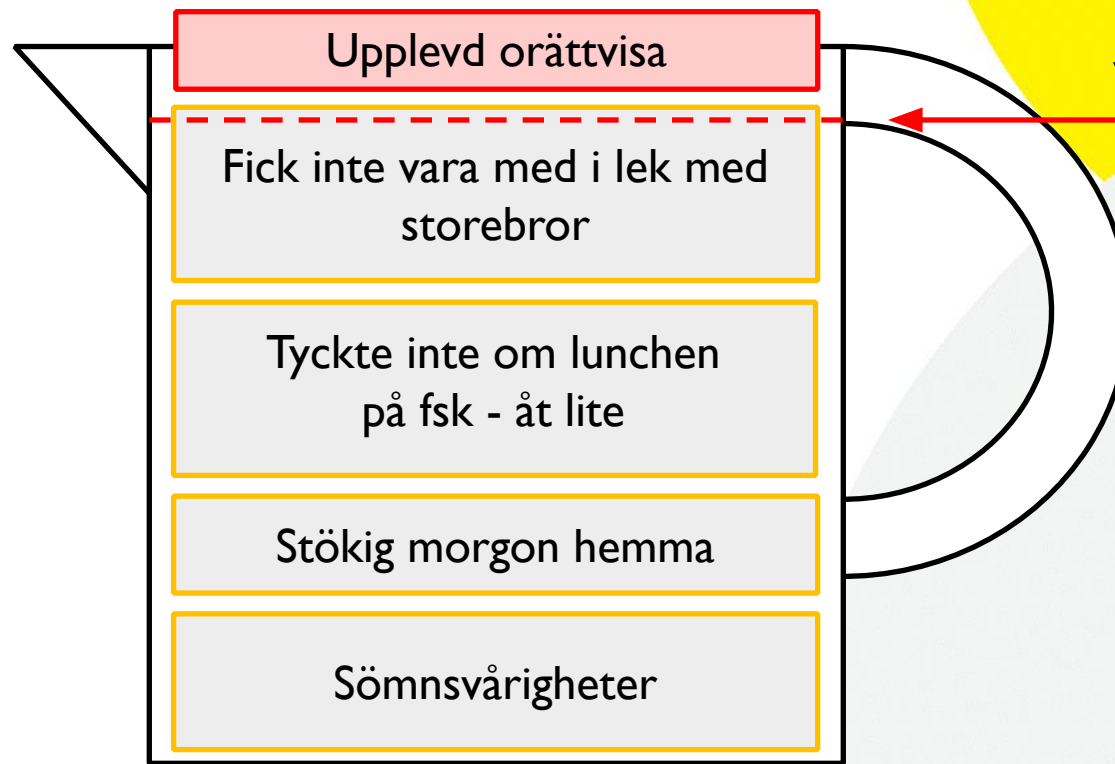 Upplevd orättvisa
Fick inte vara med i lek med
storebror
Tyckte inte om lunchen
på fsk - åt lite
Stökig morgon hemma
Sömnsvårigheter